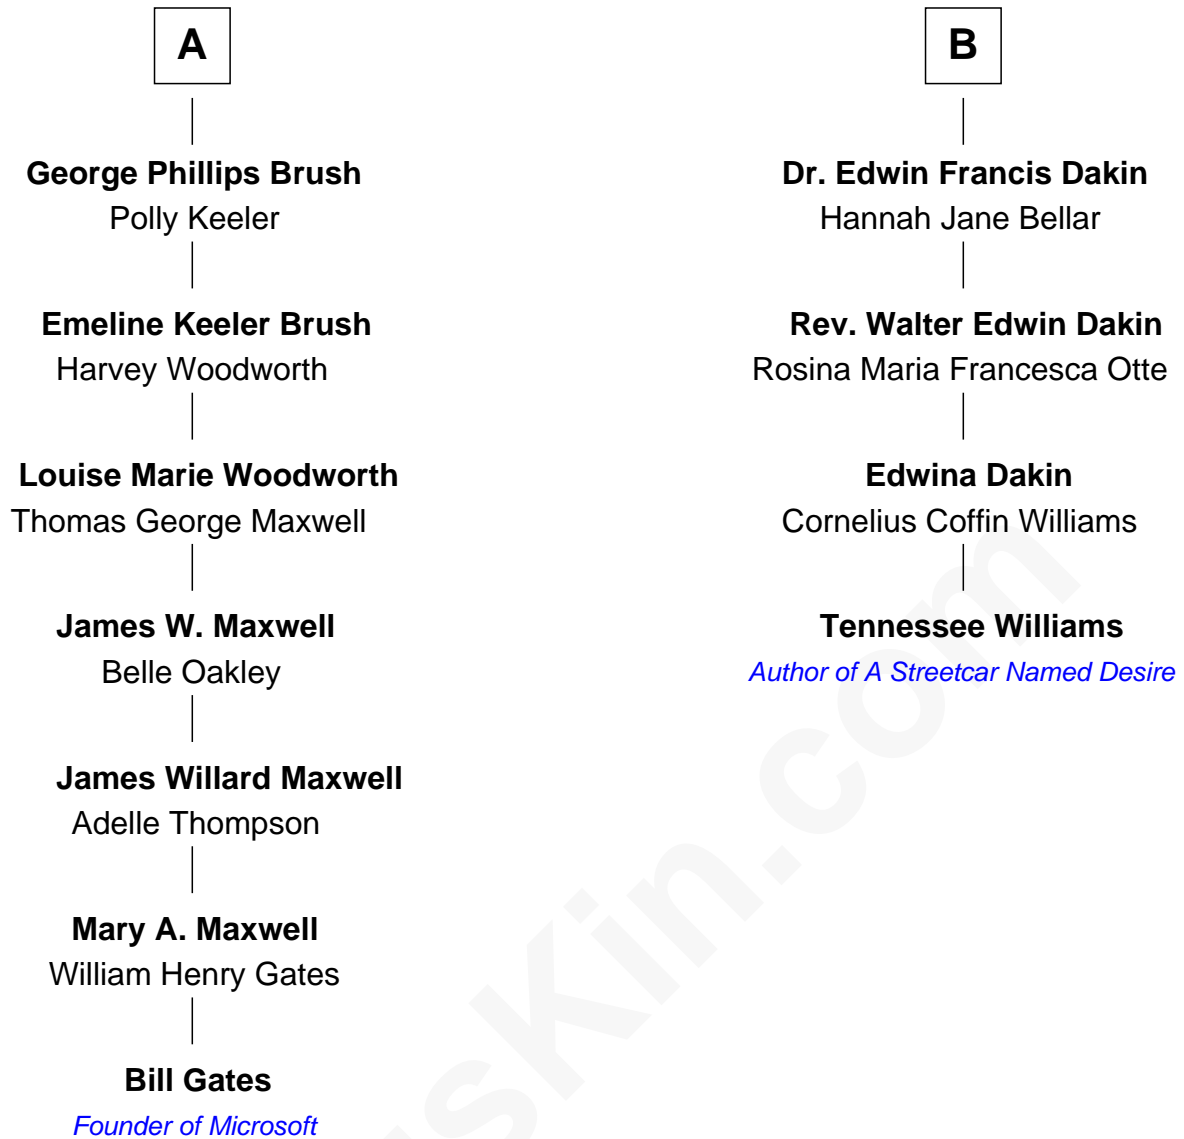 A
George Phillips Brush
Polly Keeler
Emeline Keeler Brush
Harvey Woodworth
Louise Marie Woodworth
Thomas George Maxwell
James W. Maxwell
Belle Oakley
James Willard Maxwell
Adelle Thompson
Mary A. Maxwell
William Henry Gates
Bill Gates
Founder of Microsoft
B
Dr. Edwin Francis Dakin
Hannah Jane Bellar
Rev. Walter Edwin Dakin
Rosina Maria Francesca Otte
Edwina Dakin
Cornelius Coffin Williams
Tennessee Williams
Author of A Streetcar Named Desire
usKin.com